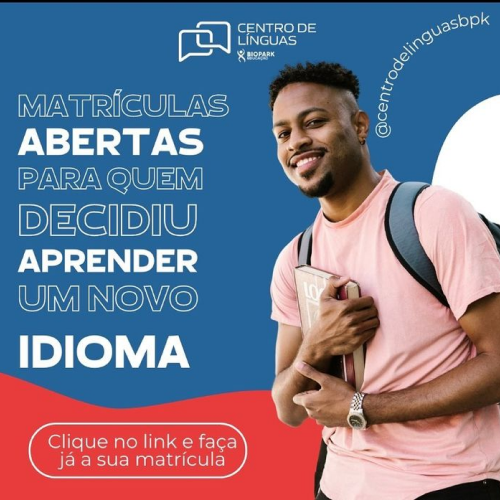 CENTRO DE
LÍNGUAS
BIOPARK
EDUCAÇÃO
@centrodelinguasbpk
MATRÍCULAS
ABERTAS
PARA QUEM
DECIDIU
APRENDER
UM NOVO
IDIOMA
Clique no link e faça
já a sua matrícula